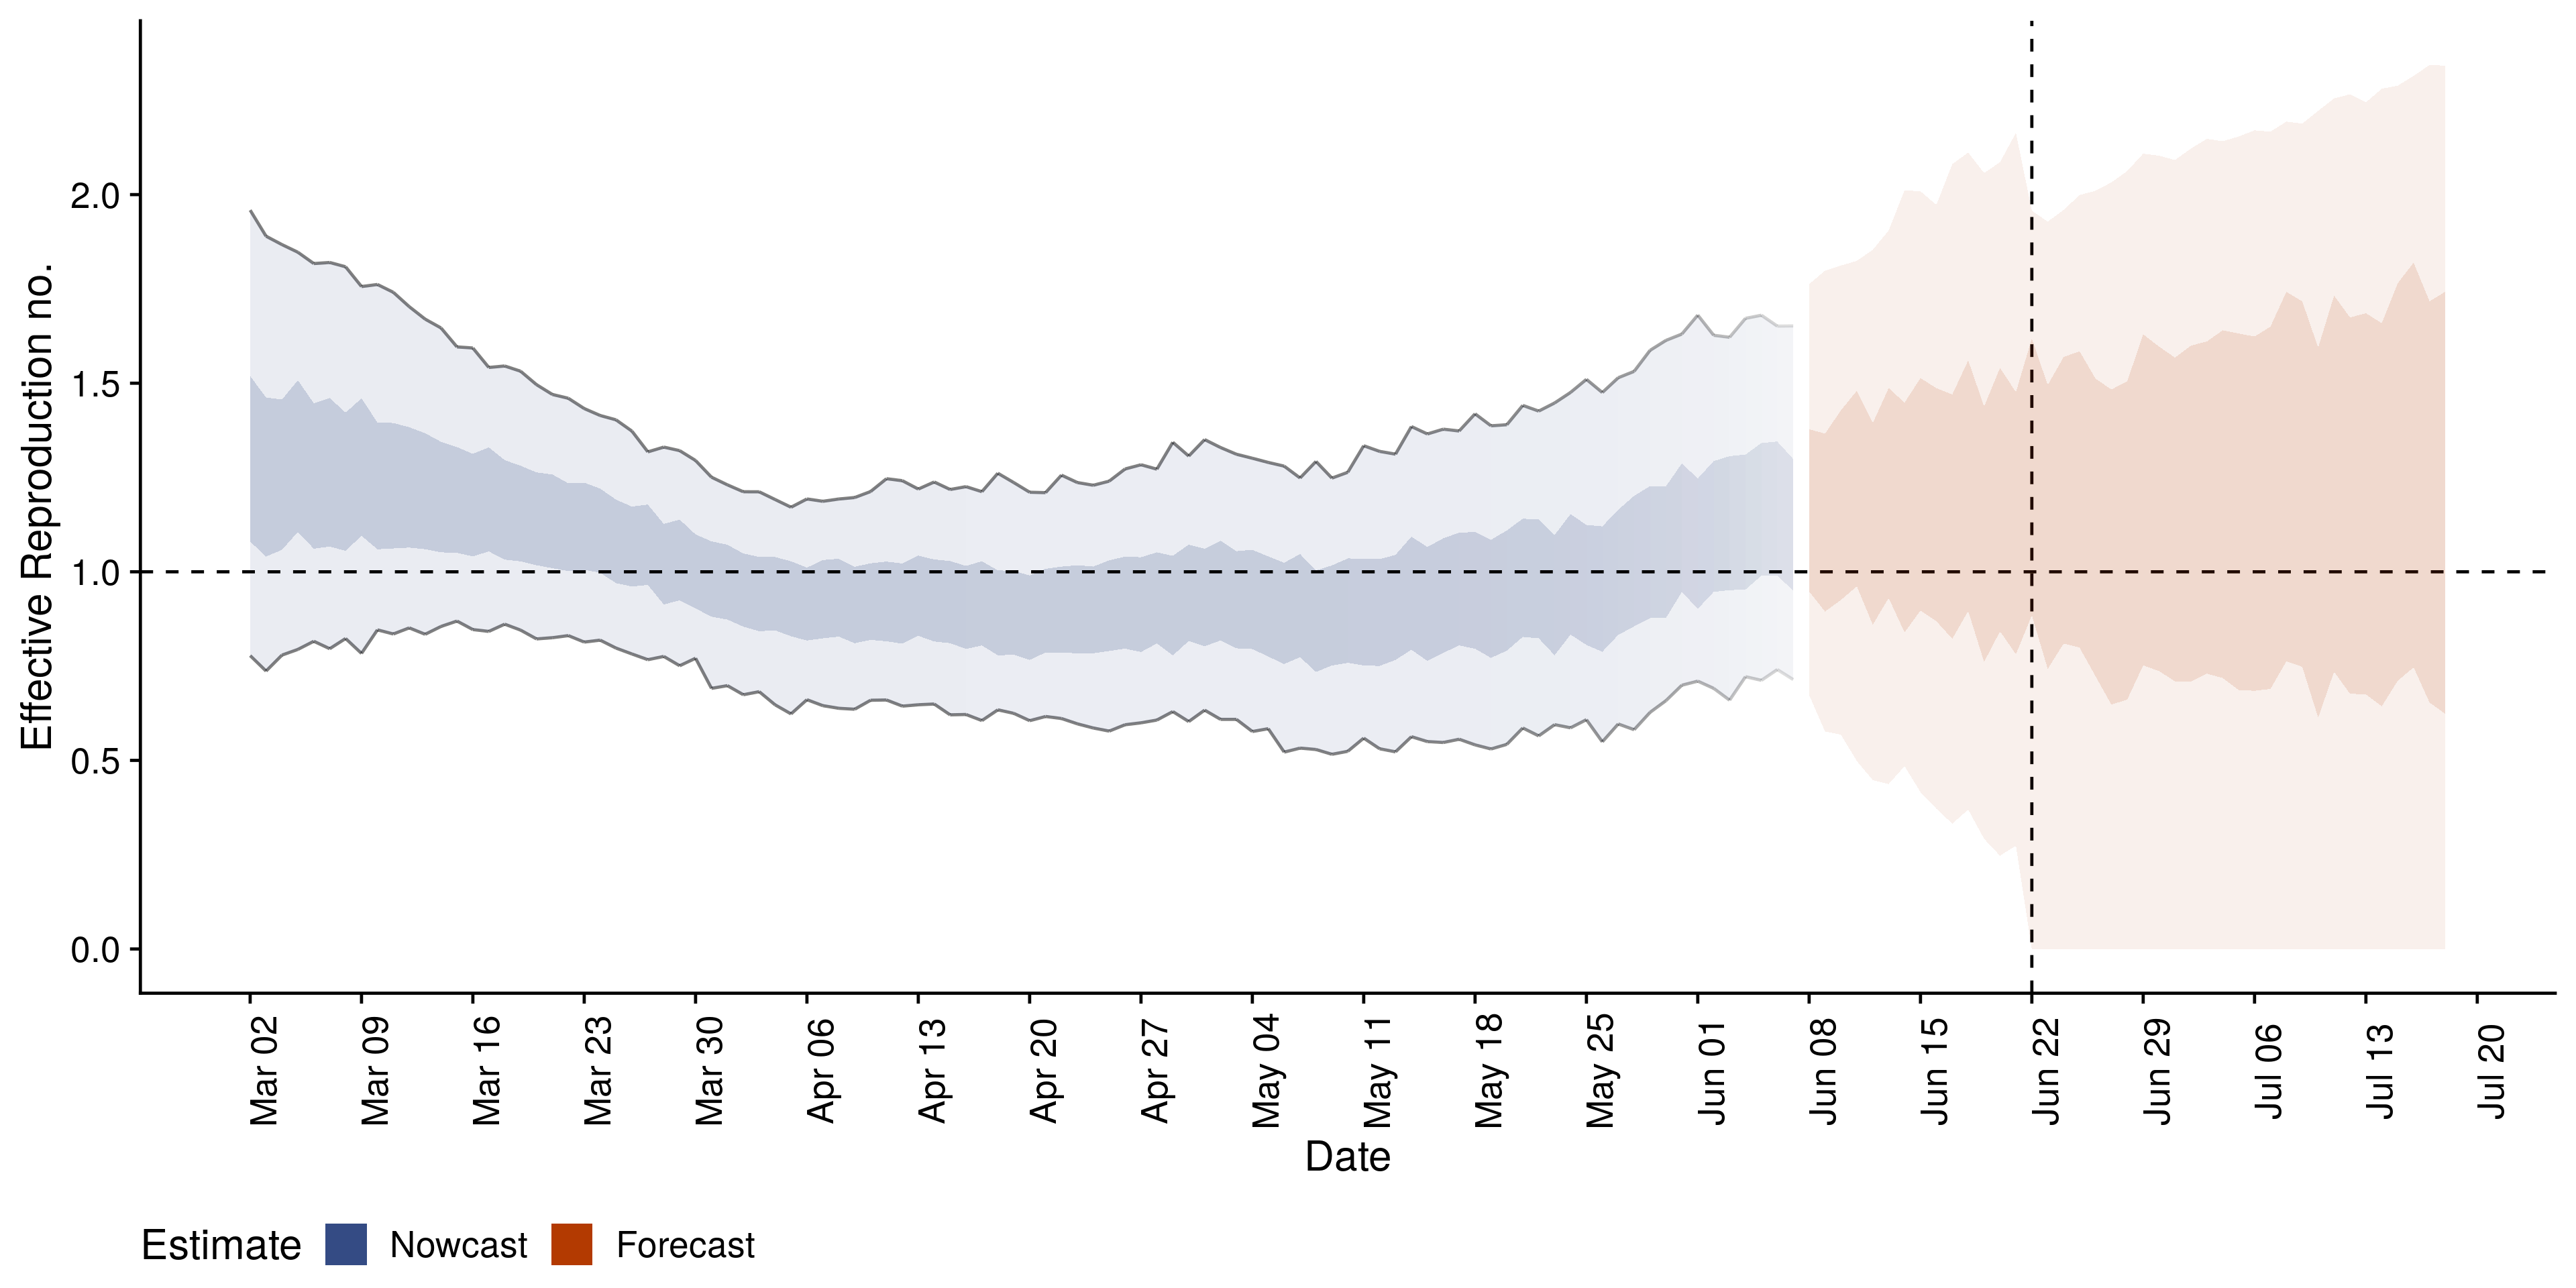 Effective Reproduction no.
2.0
1.5
1.0
0.5
0.0
Mar 02
Mar 09
Mar 16
Mar 23
Mar 30
Apr 06
Apr 13
Apr 20
Apr 27
May 04
May 11
May 18
May 25
Jun 01
Jun 08
Jun 15
Jun 22
Jun 29
Jul 06
Jul 13
Jul 20
Date
Estimate Nowcast Forecast